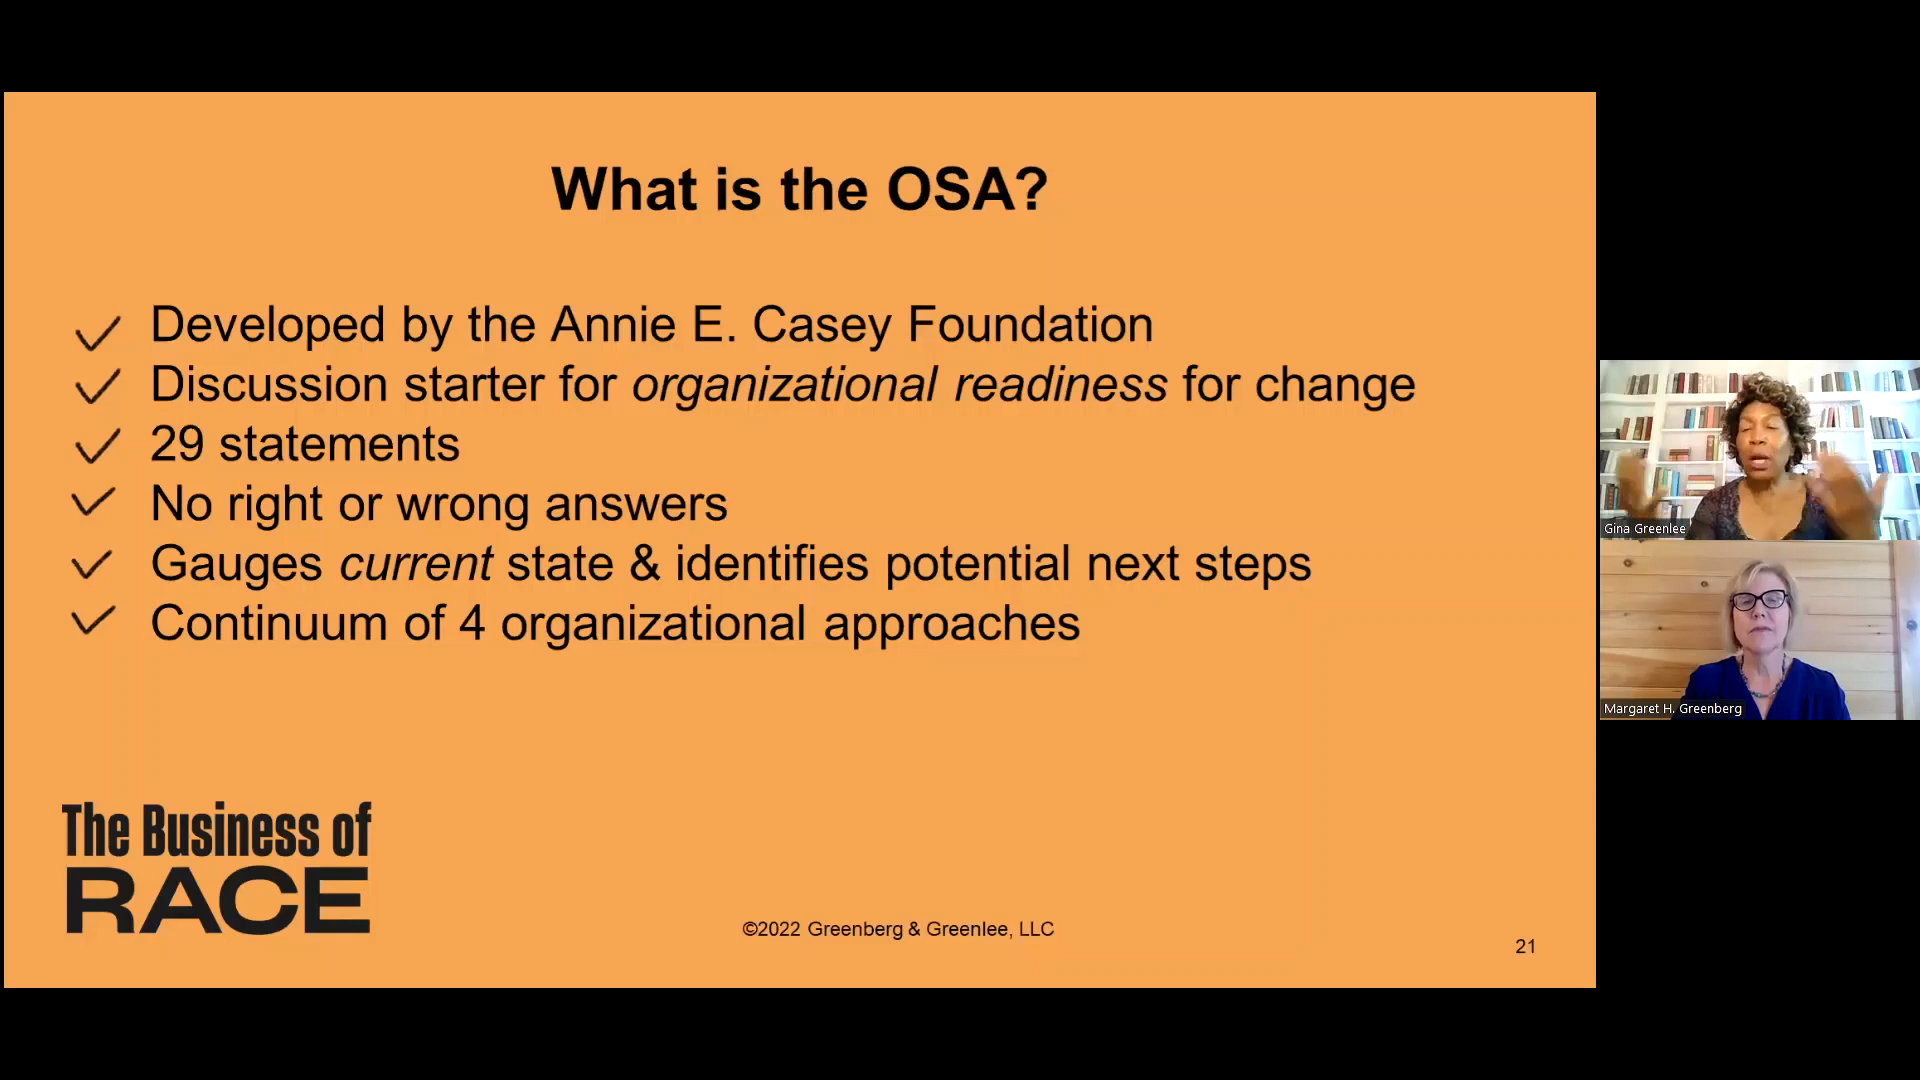 What is the OSA?
Developed by the Annie E. Casey Foundation
Discussion starter for organizational readiness for change
29 statements
No right or wrong answers
Gauges current state & identifies potential next steps
Continuum of 4 organizational approaches
The Business of
RACE
©2022 Greenberg & Greenlee, LLC
21
Gina Greenlee
Margaret H. Greenberg